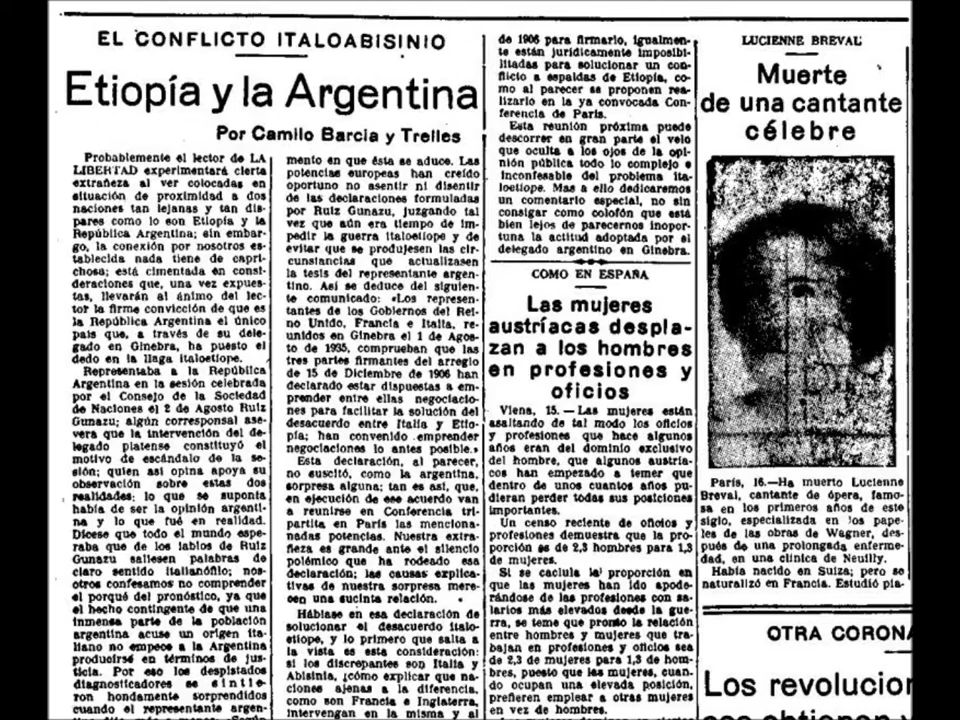 EL CONFLICTO ITALOABISINIO
Etiopía y la Argentina
Por Camilo Barcia y Trelles
Probablemente el lector de LA
LIBERTAD experimentará cierta
extrañeza al ver colocadas en
situación de proximidad a dos
naciones tan lejanas y tan dis-
pares como lo son Etiopía y la
República Argentina; sin embar-
go, la conexión por nosotros es-
tablecida nada tiene de capri-
chosa; está cimentada en consi-
deraciones que, una vez expues-
tas, llevarán al ánimo del lec-
tor la firme convicción de que es
la República Argentina el único
país que, a través de su dele-
gado en Ginebra, ha puesto el
dedo en la llaga italoetíope.
Representaba a la República
Argentina en la sesión celebrada
por el Consejo de la Sociedad
de Naciones el 2 de Agosto Ruiz
Gunazu; algún corresponsal ase-
vera que la intervención del de-
legado platense constituyó el
motivo de escándalo de la se-
sión; quien así opina apoya su
observación sobre estas dos
realidades: lo que se suponía
había de ser la opinión argenti-
na y lo que fué en realidad.
Dícese que todo el mundo espe-
raba que de los labios de Ruiz
Gunazu saliesen palabras de
claro sentido italianófilo; nos-
otros confesamos no comprender
el porqué del pronóstico, ya que
el hecho contingente de que una
inmensa parte de la población
argentina acuse un origen ita-
liano no empece a la Argentina
producirse en términos de jus-
ticia. Por eso los despistados
diagnosticadores se sintie-
ron hondamente sorprendidos
cuando el representante argen-
mento en que ésta se aduce. Las
potencias europeas han creído
oportuno no asentir ni disentir
de las declaraciones formuladas
por Ruiz Gunazu, juzgando tal
vez que aún era tiempo de im-
pedir la guerra italoetíope y de
evitar que se produjesen las cir-
cunstancias que actualizasen
la tesis del representante argen-
tino. Así se deduce del siguien-
te comunicado: «Los represen-
tantes de los Gobiernos del Rei-
no Unido, Francia e Italia, re-
unidos en Ginebra el 1 de Agos-
to de 1935, comprueban que las
tres partes firmantes del arreglo
de 15 de Diciembre de 1906 han
declarado estar dispuestas a em-
prender entre ellas negociacio-
nes para facilitar la solución del
desacuerdo entre Italia y Etio-
pía; han convenido emprender
negociaciones lo antes posible.»
Esta declaración, al parecer,
no suscitó, como la argentina,
sorpresa alguna; tan es así, que,
en ejecución de ese acuerdo van
a reunirse en Conferencia tri-
partita en París las menciona-
nadas potencias. Nuestra extra-
ñeza es grande ante el silencio
polémico que ha rodeado esa
declaración; las causas explica-
tivas de nuestra sorpresa mere-
cen una sucinta relación.
Háblase en esa declaración de
solucionar el desacuerdo italo-
etíope, y lo primero que salta a
la vista es esta consideración:
si los discrepantes son Italia y
Abisinia, ¿cómo explicar que na-
ciones ajenas a la diferencia,
como son Francia e Inglaterra,
intervengan en la misma y al
de 1906 para firmarlo, igualmen-
te están jurídicamente imposibi-
litadas para solucionar un con-
flicto a espaldas de Etiopía, co-
mo al parecer se proponen rea-
lizarlo en la ya convocada Con-
ferencia de París.
Esta reunión próxima puede
descorrer en gran parte el velo
que oculta a los ojos de la opi-
nión pública todo lo complejo e
inconfesable del problema ita-
loetíope. Mas a ello dedicaremos
un comentario especial, no sin
consigar como colofón que está
bien lejos de parecernos inopor-
tuna la actitud adoptada por el
delegado argentino en Ginebra.
COMO EN ESPAÑA
Las mujeres
austríacas despla-
zan a los hombres
en profesiones y
oficios
Viena, 15.—Las mujeres están
asaltando de tal modo los oficios
y profesiones que hace algunos
años eran del dominio exclusivo
del hombre, que algunos austría-
cos han empezado a temer que
dentro de unos cuantos años pu-
dieran perder todas sus posiciones
importantes.
Un censo reciente de oficios y
profesiones demuestra que la pro-
porción es de 2,3 hombres para 1,3
de mujeres.
Si se caclula la proporción en
que las mujeres han ido apode-
rándose de las profesiones con sa-
larios más elevados desde la gue-
rra, se teme que pronto la relación
entre hombres y mujeres que tra-
bajan en profesiones y oficios sea
de 2,3 de mujeres para 1,3 de hom-
bres, puesto que las mujeres, cuan-
do ocupan una elevada posición,
prefieren emplear a otras mujeres
en vez de hombres.
LUCIENNE BREVAL
Muerte
de una cantante
célebre
París, 16.—Ha muerto Lucienne
Breval, cantante de ópera, famo-
sa en los primeros años de este
siglo, especializada en los pape-
les de las obras de Wagner, des-
pués de una prolongada enferme-
dad, en una clínica de Neuilly.
Había nacido en Suiza; pero se
naturalizó en Francia. Estudió pia-
OTRA CORONA
Los revolucion